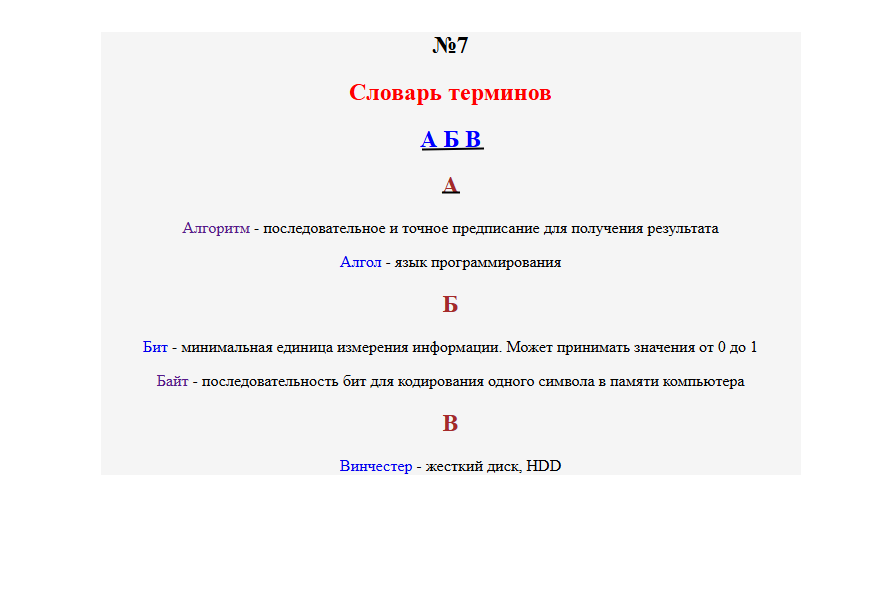 №7
Словарь терминов
А Б В
А
Алгоритм - последовательное и точное предписание для получения результата
Алгол - язык программирования
Б
Бит - минимальная единица измерения информации. Может принимать значения от 0 до 1
Байт - последовательность бит для кодирования одного символа в памяти компьютера
В
Винчестер - жесткий диск, HDD